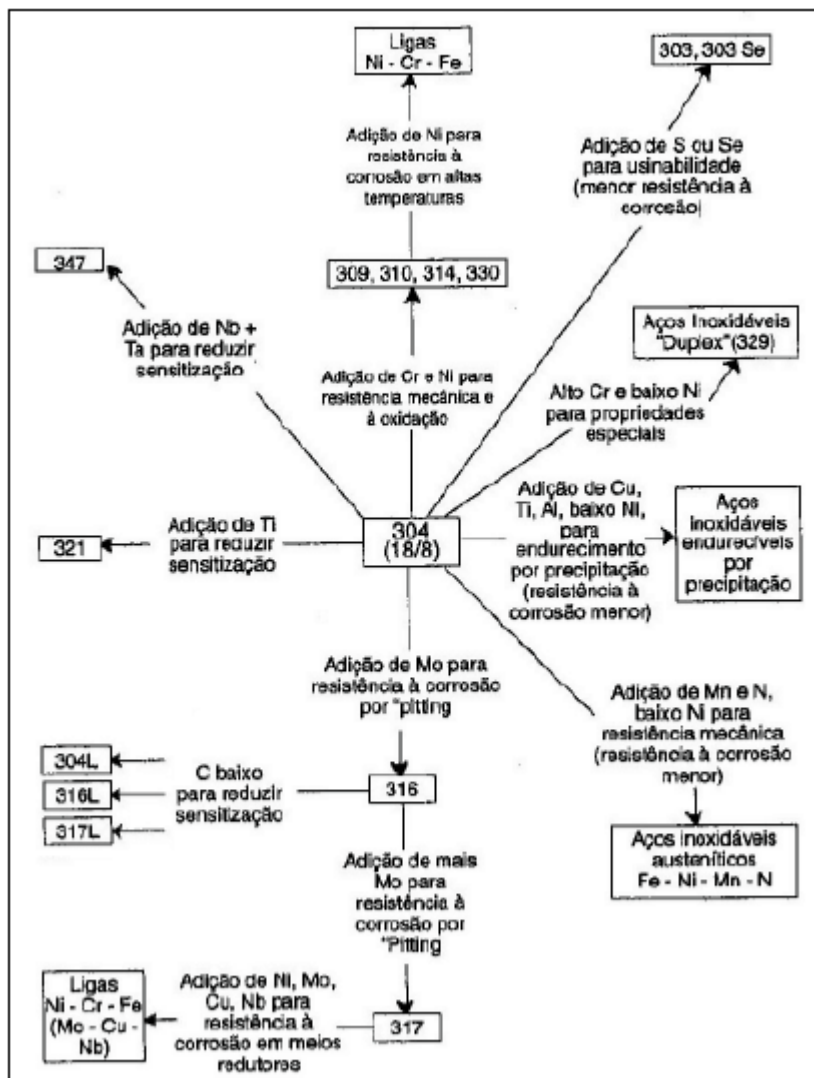 Ligas
Ni - Cr - Fe
303, 303 Se
Adição de Ni para
resistência à
corrosão em altas
temperaturas
Adição de S ou Se
para usinabilidade
(menor resistência à
corrosão)
347
309, 310, 314, 330
Adição de Nb +
Ta para reduzir
sensitização
Aços Inoxidáveis
"Duplex"(329)
Adição de Cr e Ni para
resistência mecânica e
à oxidação
Alto Cr e baixo Ni
para propriedades
especiais
321
Adição de Ti
para reduzir
sensitização
304
(18/8)
Adição de Cu,
Ti, Al, baixo Ni,
para
endurecimento
por precipitação
(resistência à
corrosão menor)
Aços
inoxidáveis
endurecíveis
por
precipitação
Adição de Mo para
resistência à corrosão
por "pitting
Adição de Mn e N,
baixo Ni para
resistência mecânica
(resistência à corrosão
menor)
304L
316L
317L
C baixo
para reduzir
sensitização
316
Aços inoxidáveis
austeníticos
Fe - Ni - Mn - N
Adição de mais
Mo para
resistência à
corrosão por
"Pitting
Ligas
Ni - Cr - Fe
(Mo - Cu -
Nb)
Adição de Ni, Mo,
Cu, Nb para
resistência à
corrosão em meios
redutores
317